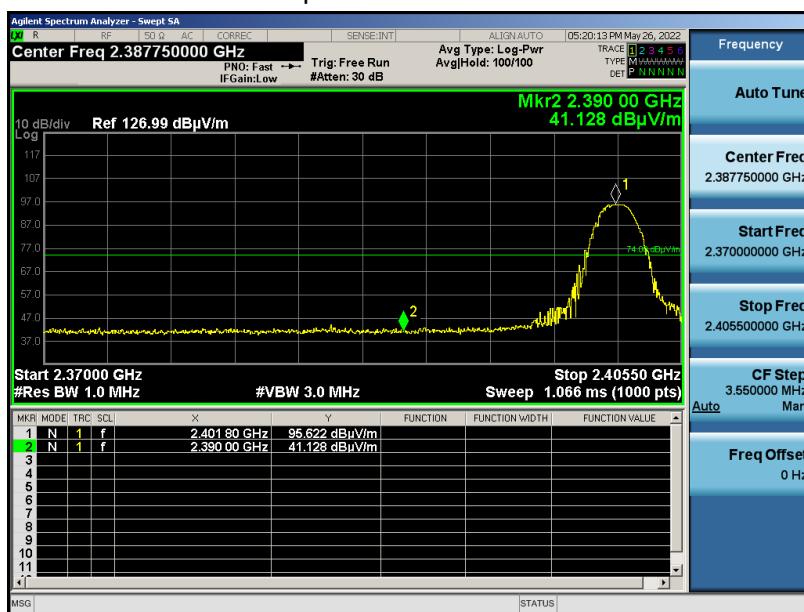 Agilent Spectrum Analyzer - Swept SA
LXI R RF 50 Ω AC CORREC SENSE:INT ALIGN AUTO 05:20:13 PM May 26, 2022
Center Freq 2.387750000 GHz Avg Type: Log-Pwr TRACE 1 2 3 4 5 6
PNO: Fast Trig: Free Run Avg|Hold: 100/100 TYPE M
IFGain:Low #Atten: 30 dB DET P N N N N N
Mkr2 2.390 00 GHz
10 dB/div Ref 126.99 dBµV/m 41.128 dBµV/m
Log
117
107
97.0
87.0
77.0
67.0
57.0
47.0
37.0
1
2
Start 2.37000 GHz Stop 2.40550 GHz
#Res BW 1.0 MHz #VBW 3.0 MHz Sweep 1.066 ms (1000 pts)
MKR MODE TRC SCL X Y FUNCTION FUNCTION WIDTH FUNCTION VALUE
1 N 1 f 2.401 80 GHz 95.622 dBµV/m
2 N 1 f 2.390 00 GHz 41.128 dBµV/m
3
4
5
6
7
8
9
10
11
MSG STATUS
Frequency
Auto Tune
Center Freq
2.387750000 GHz
Start Freq
2.370000000 GHz
Stop Freq
2.405500000 GHz
CF Step
3.550000 MHz
Auto Man
Freq Offset
0 Hz